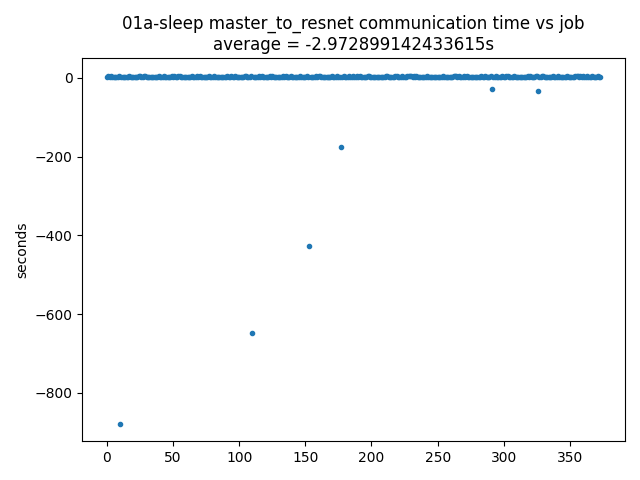 01a-sleep master_to_resnet communication time vs job
average = -2.972899142433615s
seconds
0
−200
−400
−600
−800
0 50 100 150 200 250 300 350